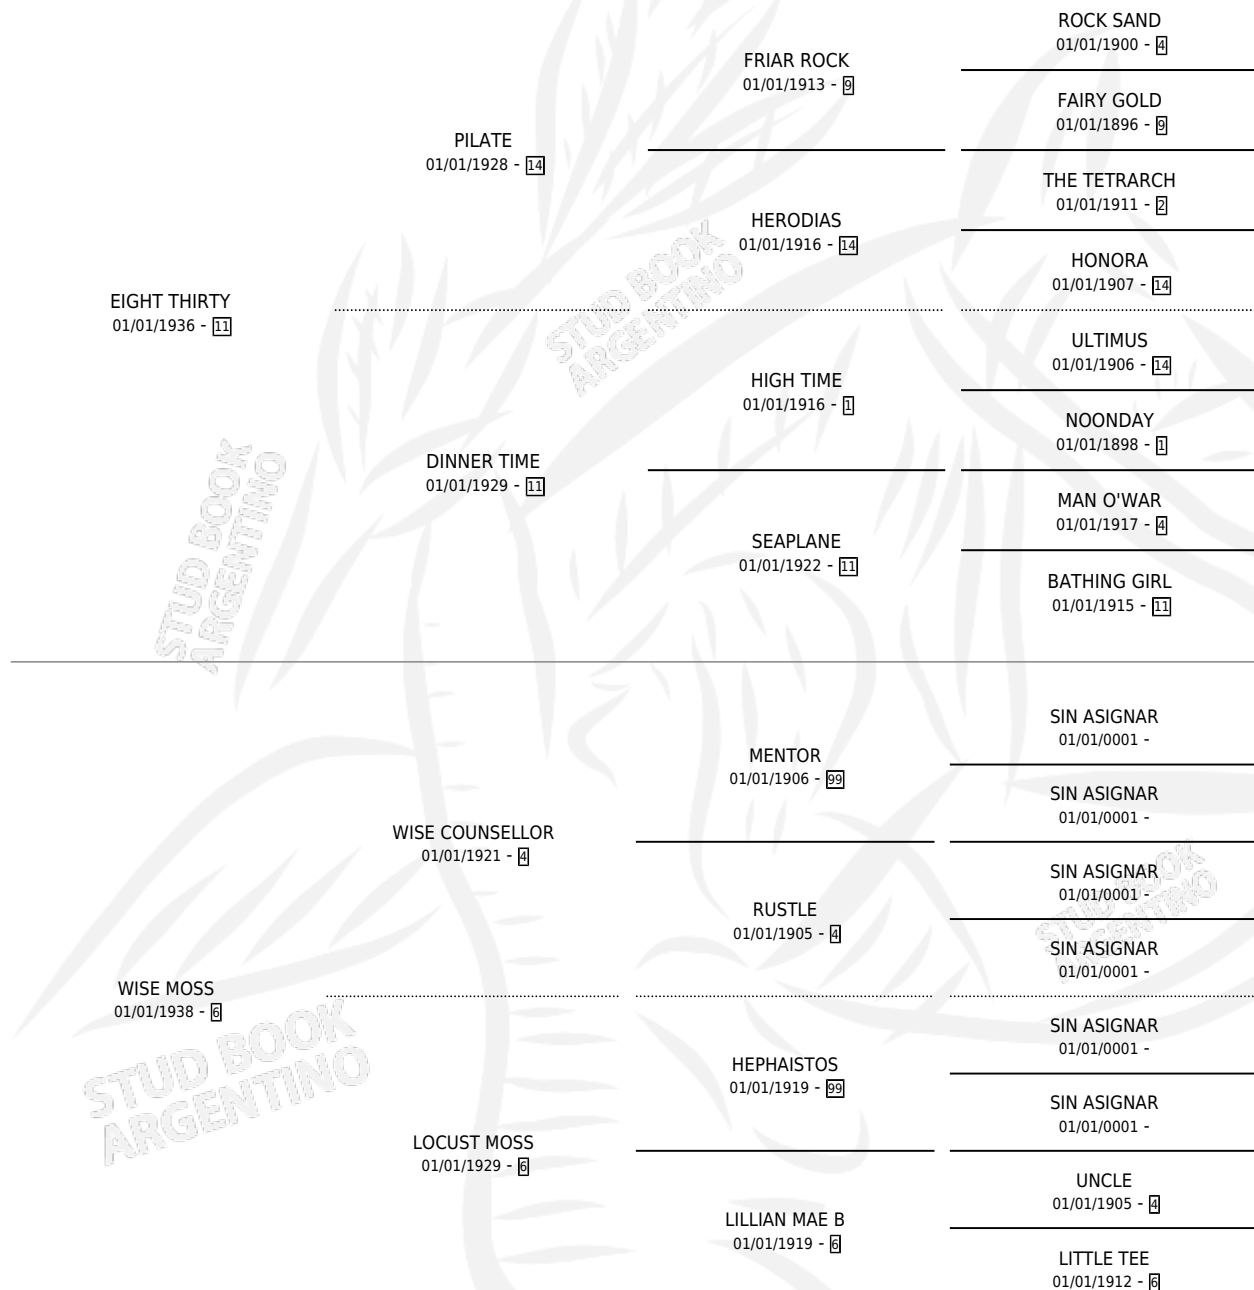 ROCK SAND
01/01/1900 - 4
FRIAR ROCK
01/01/1913 - 9
FAIRY GOLD
01/01/1896 - 9
PILATE
01/01/1928 - 14
THE TETRARCH
01/01/1911 - 2
HERODIAS
01/01/1916 - 14
HONORA
01/01/1907 - 14
EIGHT THIRTY
01/01/1936 - 11
ULTIMUS
01/01/1906 - 14
HIGH TIME
01/01/1916 - 1
NOONDAY
01/01/1898 - 1
DINNER TIME
01/01/1929 - 11
MAN O'WAR
01/01/1917 - 4
SEAPLANE
01/01/1922 - 11
BATHING GIRL
01/01/1915 - 11
SIN ASIGNAR
01/01/0001 -
MENTOR
01/01/1906 - 99
SIN ASIGNAR
01/01/0001 -
WISE COUNSELLOR
01/01/1921 - 4
SIN ASIGNAR
01/01/0001 -
RUSTLE
01/01/1905 - 4
SIN ASIGNAR
01/01/0001 -
WISE MOSS
01/01/1938 - 6
SIN ASIGNAR
01/01/0001 -
HEPHAISTOS
01/01/1919 - 99
SIN ASIGNAR
01/01/0001 -
LOCUST MOSS
01/01/1929 - 6
UNCLE
01/01/1905 - 4
LILLIAN MAE B
01/01/1919 - 6
LITTLE TEE
01/01/1912 - 6
STUD BOOK
ARGENTINO
STUD BOOK
ARGENTINO
STUD BOOK
ARGENTINO
STUD BOOK
ARGENTINO